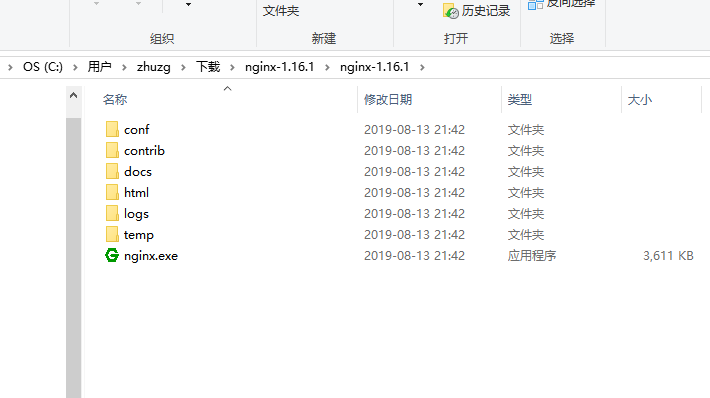 文件夹
历史记录
反向选择
组织
新建
打开
选择
OS (C:) 用户 zhuzg 下载 nginx-1.16.1 nginx-1.16.1
名称 修改日期 类型 大小
conf 2019-08-13 21:42 文件夹
contrib 2019-08-13 21:42 文件夹
docs 2019-08-13 21:42 文件夹
html 2019-08-13 21:42 文件夹
logs 2019-08-13 21:42 文件夹
temp 2019-08-13 21:42 文件夹
nginx.exe 2019-08-13 21:42 应用程序 3,611 KB